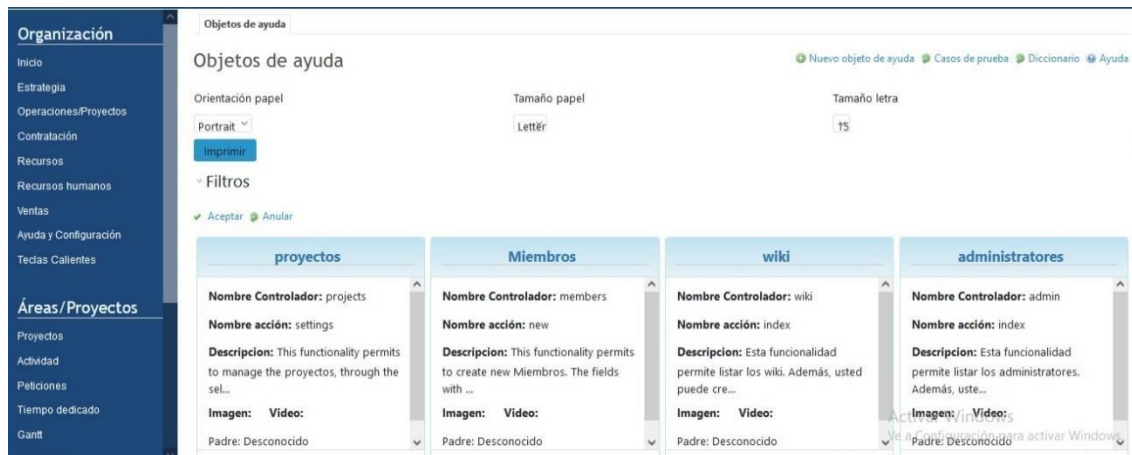 Organización
Inicio
Estrategia
Operaciones/Proyectos
Contratación
Recursos
Recursos humanos
Ventas
Ayuda y Configuración
Teclas Calientes
Áreas/Proyectos
Proyectos
Actividad
Peticiones
Tiempo dedicado
Gantt
Objetos de ayuda
Objetos de ayuda
Nuevo objeto de ayuda Casos de prueba Diccionario Ayuda
Orientación papel Tamaño papel Tamaño letra
Portrait Letter 15
Imprimir
Filtros
Aceptar Anular
proyectos
Nombre Controlador: projects
Nombre acción: settings
Descripcion: This functionality permits
to manage the proyectos, through the
sel...
Imagen: Video:
Padre: Desconocido
Miembros
Nombre Controlador: members
Nombre acción: new
Descripcion: This functionality permits
to create new Miembros. The fields
with ...
Imagen: Video:
Padre: Desconocido
wiki
Nombre Controlador: wiki
Nombre acción: index
Descripcion: Esta funcionalidad
permite listar los wiki. Además, usted
puede cre...
Imagen: Video:
Padre: Desconocido
administratores
Nombre Controlador: admin
Nombre acción: index
Descripcion: Esta funcionalidad
permite listar los administratores.
Además, uste...
Imagen: Video:
Padre: Desconocido
Activar Windows
Ve a Configuración para activar Windows.